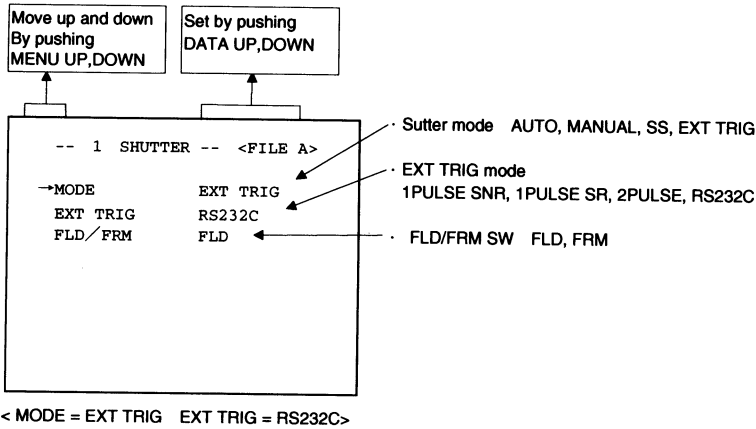 Move up and down
By pushing
MENU UP,DOWN
Set by pushing
DATA UP,DOWN
-- 1 SHUTTER -- <FILE A>
→MODE EXT TRIG
EXT TRIG RS232C
FLD/FRM FLD
· Sutter mode AUTO, MANUAL, SS, EXT TRIG
· EXT TRIG mode
1PULSE SNR, 1PULSE SR, 2PULSE, RS232C
· FLD/FRM SW FLD, FRM
< MODE = EXT TRIG EXT TRIG = RS232C>